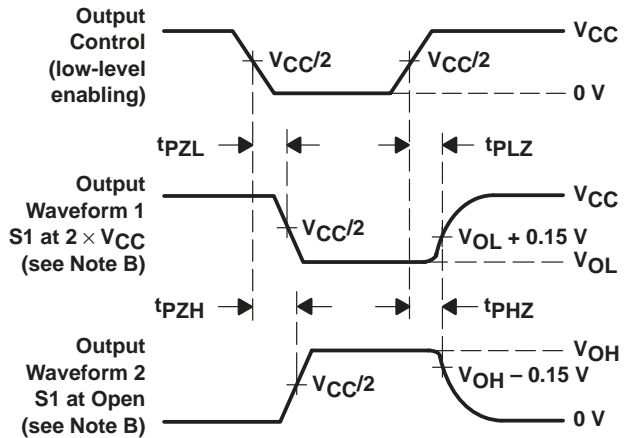 Output
Control
(low-level
enabling)
VCC/2
VCC/2
VCC
0 V
tPZL
tPLZ
Output
Waveform 1
S1 at 2 × VCC
(see Note B)
VCC/2
VCC
VOL + 0.15 V
VOL
tPZH
tPHZ
Output
Waveform 2
S1 at Open
(see Note B)
VCC/2
VOH
VOH – 0.15 V
0 V